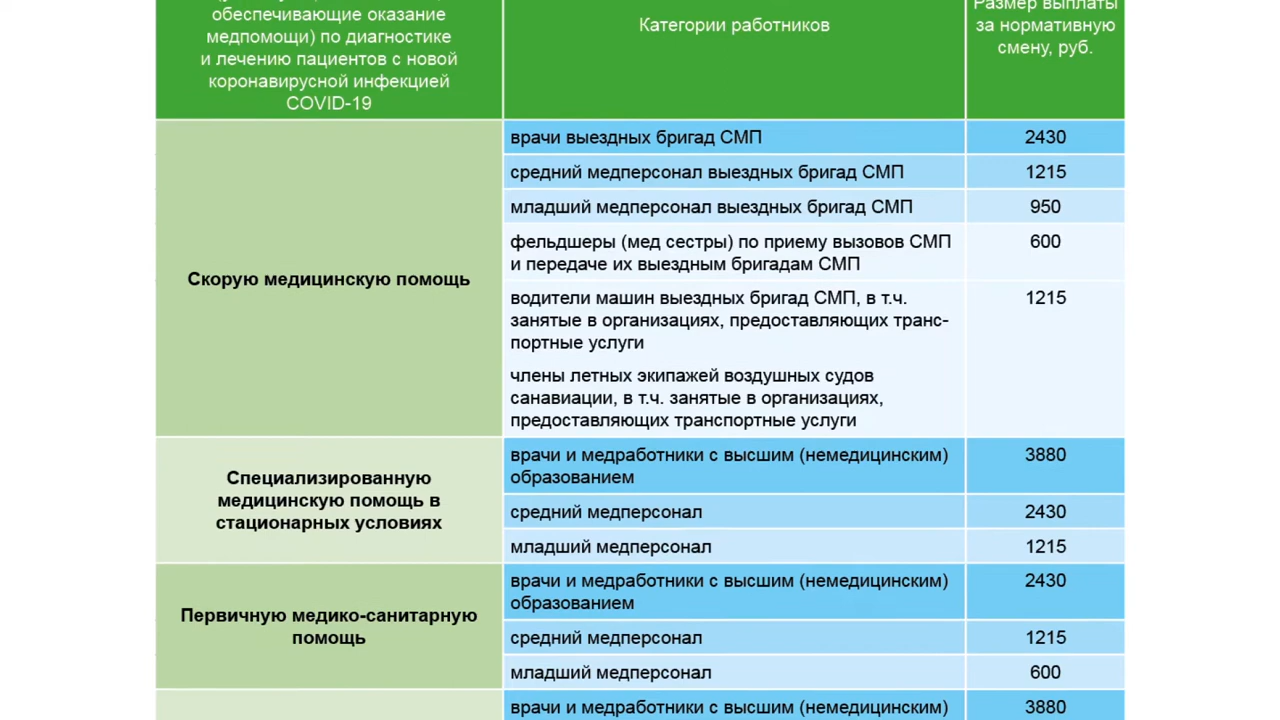 обеспечивающие оказание
медпомощи) по диагностике
и лечению пациентов с новой
коронавирусной инфекцией
COVID-19
Категории работников
Размер выплаты
за нормативную
смену, руб.
Скорую медицинскую помощь
врачи выездных бригад СМП
2430
средний медперсонал выездных бригад СМП
1215
младший медперсонал выездных бригад СМП
950
фельдшеры (мед сестры) по приему вызовов СМП
и передаче их выездным бригадам СМП
600
водители машин выездных бригад СМП, в т.ч.
занятые в организациях, предоставляющих транс-
портные услуги
1215
члены летных экипажей воздушных судов
санавиации, в т.ч. занятые в организациях,
предоставляющих транспортные услуги
Специализированную
медицинскую помощь в
стационарных условиях
врачи и медработники с высшим (немедицинским)
образованием
3880
средний медперсонал
2430
младший медперсонал
1215
Первичную медико-санитарную
помощь
врачи и медработники с высшим (немедицинским)
образованием
2430
средний медперсонал
1215
младший медперсонал
600
врачи и медработники с высшим (немедицинским)
3880